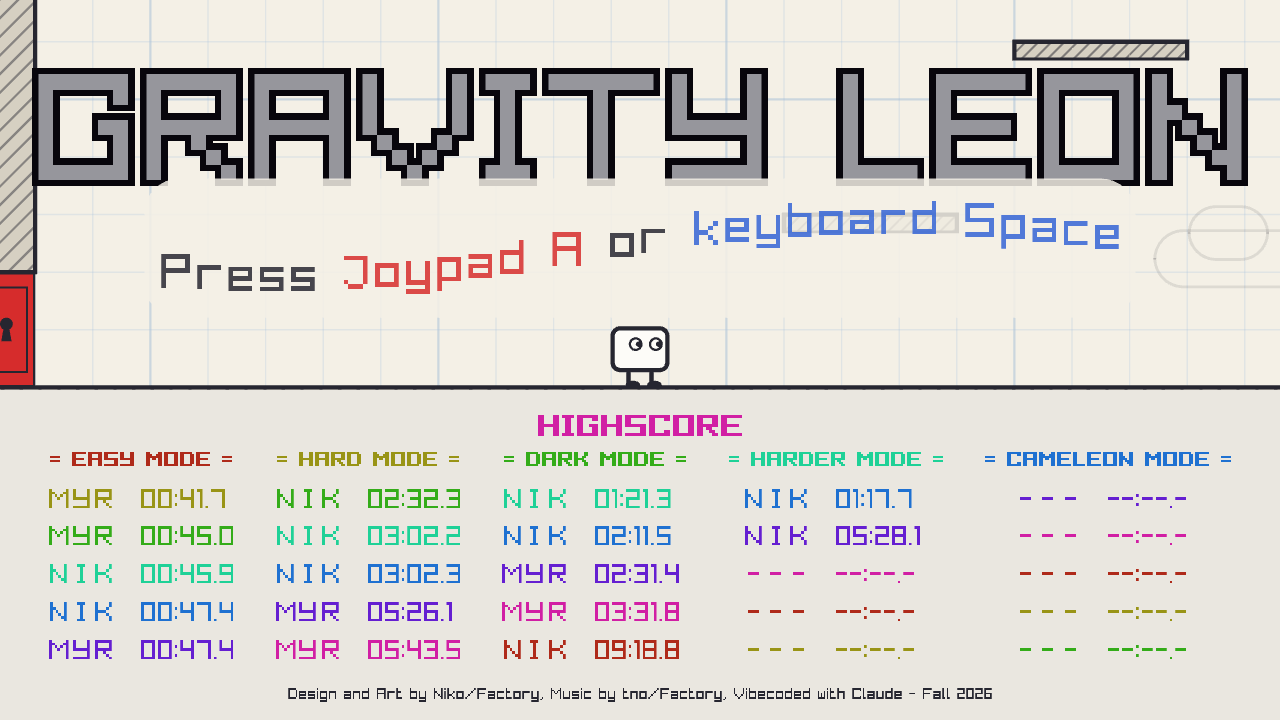 GRAVITY LEON
Press Joypad A or keyboard Space
HIGHSCORE
= EASY MODE = = HARD MODE = = DARK MODE = = HARDER MODE = = CAMELEON MODE =
MYR 00:41.7 NIK 02:32.3 NIK 01:21.3 NIK 01:17.7 --- --:--.-
MYR 00:45.0 NIK 03:02.2 NIK 02:11.5 NIK 05:28.1 --- --:--.-
NIK 00:45.9 NIK 03:02.3 MYR 02:31.4 --- --:--.- --- --:--.-
NIK 00:47.4 MYR 05:26.1 MYR 03:31.8 --- --:--.- --- --:--.-
MYR 00:47.4 MYR 05:43.5 NIK 09:18.8 --- --:--.- --- --:--.-
Design and Art by Niko/Factory, Music by tno/Factory, Vibecoded with Claude - Fall 2026